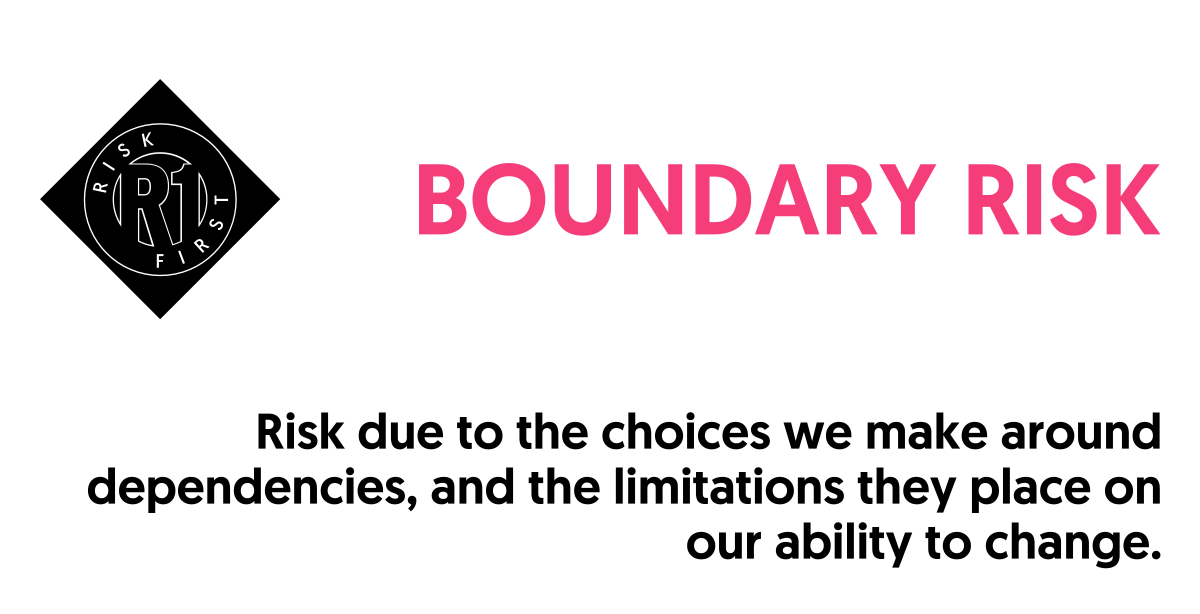 RISK
FIRST
R1
BOUNDARY RISK
Risk due to the choices we make around
dependencies, and the limitations they place on
our ability to change.